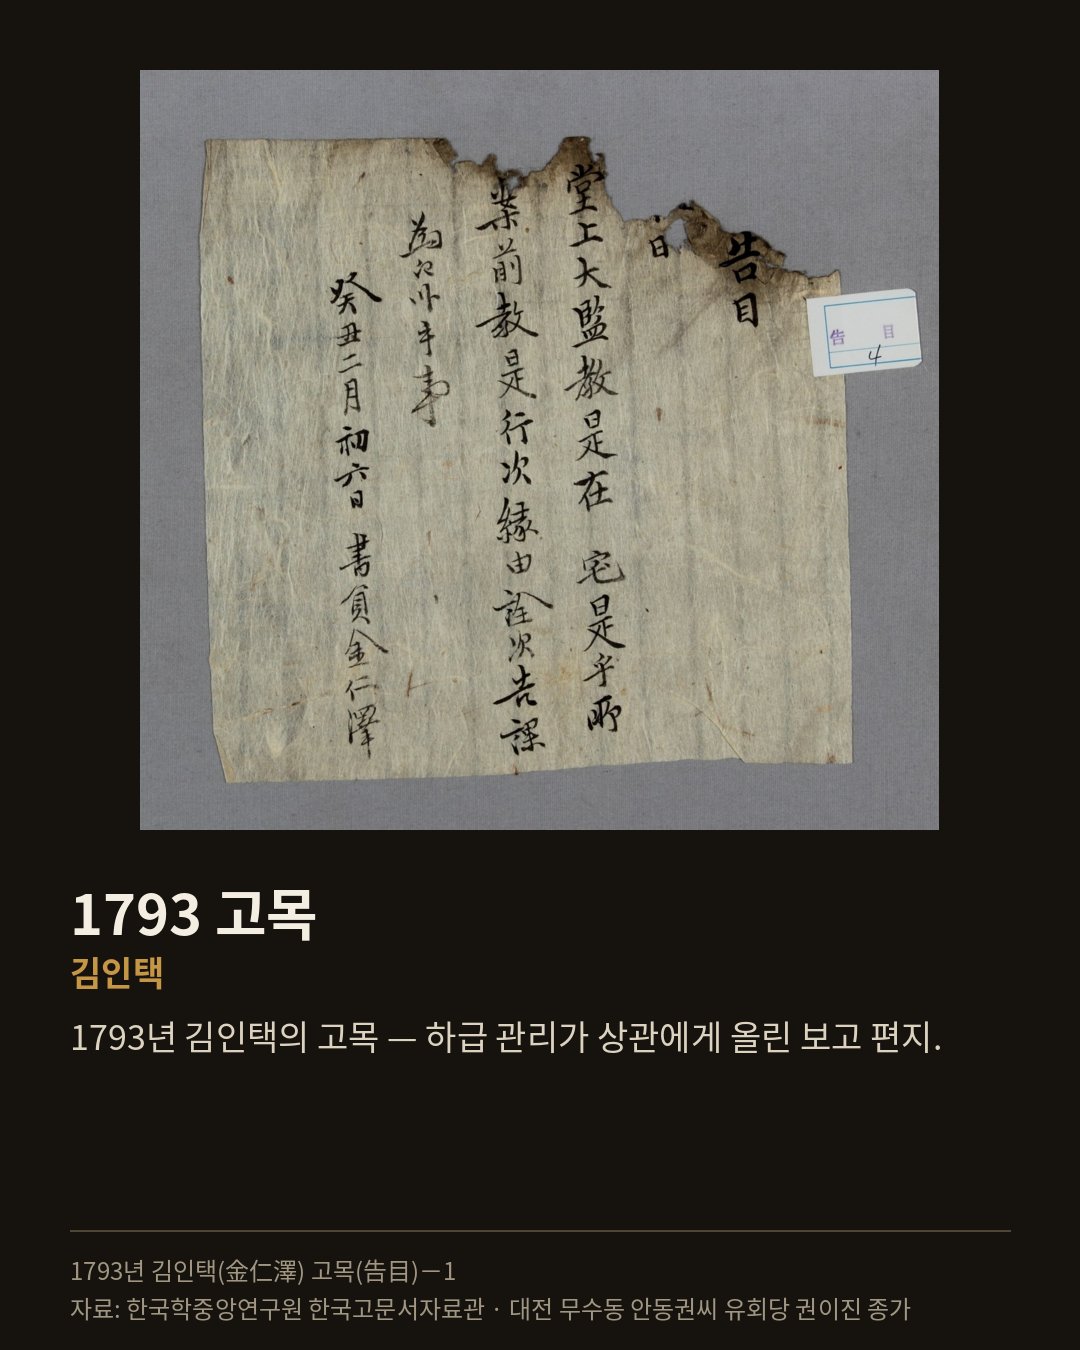 告目
日
堂上大監教是在 宅是乎所
案前教是行次緣由詮次告課
為臥乎事
癸丑二月初六日 書員金仁澤
告 目
4
1793 고목
김인택
1793년 김인택의 고목 — 하급 관리가 상관에게 올린 보고 편지.
1793년 김인택(金仁澤) 고목(告目)－1
자료: 한국학중앙연구원 한국고문서자료관 · 대전 무수동 안동권씨 유회당 권이진 종가